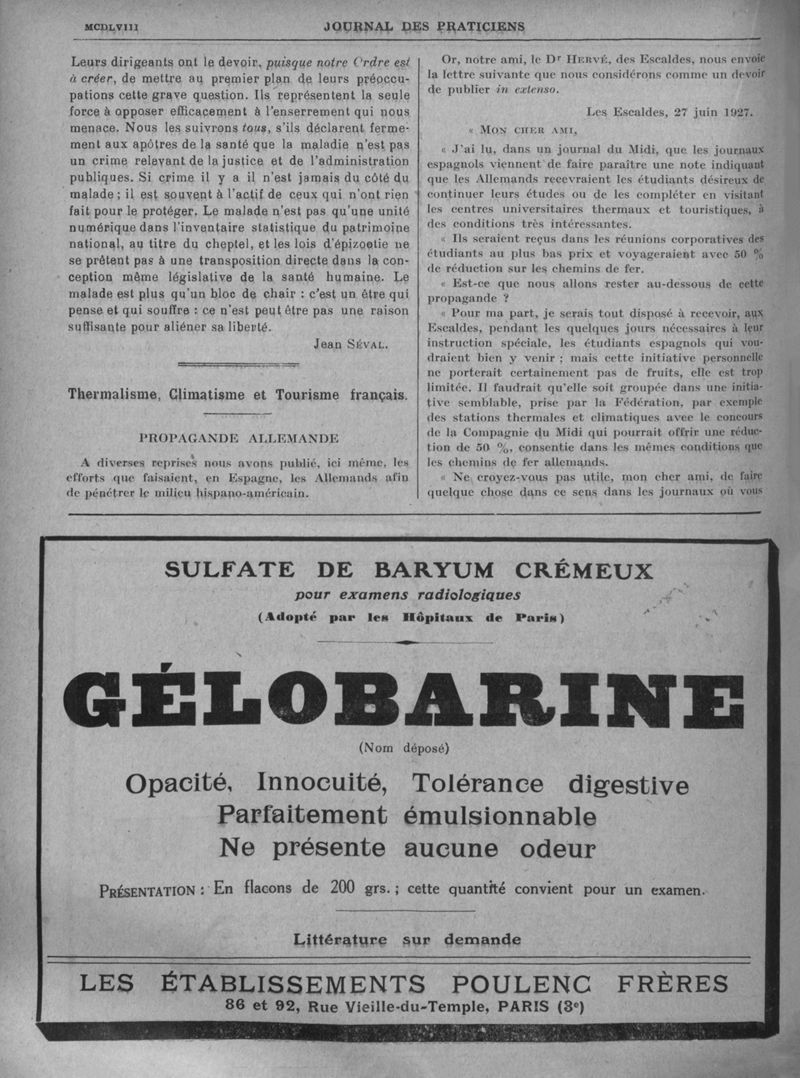 MCDLVIII
JOURNAL DES PRATICIENS
Leurs dirigeants ont le devoir, puisque notre Ordre est
à créer, de mettre au premier plan de leurs préoccu-
pations cette grave question. Ils représentent la seule
force à opposer efficacement à l'enserrement qui nous
menace. Nous les suivrons tous, s'ils déclarent ferme-
ment aux apôtres de la santé que la maladie n'est pas
un crime relevant de la justice et de l'administration
publiques. Si crime il y a il n'est jamais du côté du
malade ; il est souvent à l'actif de ceux qui n'ont rien
fait pour le protéger. Le malade n'est pas qu'une unité
numérique dans l'inventaire statistique du patrimoine
national, au titre du cheptel, et les lois d'épizootie ne
se prêtent pas à une transposition directe dans la con-
ception même législative de la santé humaine. Le
malade est plus qu'un bloc de chair : c'est un être qui
pense et qui souffre : ce n'est peut être pas une raison
suffisante pour aliéner sa liberté.
Jean SÉVAL.
Thermalisme, Climatisme et Tourisme français.
PROPAGANDE ALLEMANDE
A diverses reprises nous avons publié, ici même, les
efforts que faisaient, en Espagne, les Allemands afin
de pénétrer le milieu hispano-américain.
Or, notre ami, le Dr HERVÉ, des Escaldes, nous envoie
la lettre suivante que nous considérons comme un devoir
de publier in extenso.
Les Escaldes, 27 juin 1927.
« MON CHER AMI,
« J'ai lu, dans un journal du Midi, que les journaux
espagnols viennent de faire paraître une note indiquant
que les Allemands recevraient les étudiants désireux de
continuer leurs études ou de les compléter en visitant
les centres universitaires thermaux et touristiques, à
des conditions très intéressantes.
« Ils seraient reçus dans les réunions corporatives des
étudiants au plus bas prix et voyageraient avec 50 %
de réduction sur les chemins de fer.
« Est-ce que nous allons rester au-dessous de cette
propagande ?
« Pour ma part, je serais tout disposé à recevoir, aux
Escaldes, pendant les quelques jours nécessaires à leur
instruction spéciale, les étudiants espagnols qui vou-
draient bien y venir ; mais cette initiative personnelle
ne porterait certainement pas de fruits, elle est trop
limitée. Il faudrait qu'elle soit groupée dans une initia-
tive semblable, prise par la Fédération, par exemple
des stations thermales et climatiques avec le concours
de la Compagnie du Midi qui pourrait offrir une réduc-
tion de 50 %, consentie dans les mêmes conditions que
les chemins de fer allemands.
« Ne croyez-vous pas utile, mon cher ami, de faire
quelque chose dans ce sens dans les journaux où vous
SULFATE DE BARYUM CRÉMEUX
pour examens radiologiques
(Adopté par les Hôpitaux de Paris)
GÉLOBARINE
(Nom déposé)
Opacité, Innocuité, Tolérance digestive
Parfaitement émulsionnable
Ne présente aucune odeur
PRÉSENTATION : En flacons de 200 grs. ; cette quantité convient pour un examen.
Littérature sur demande
LES ÉTABLISSEMENTS POULENC FRÈRES
86 et 92, Rue Vieille-du-Temple, PARIS (3e)